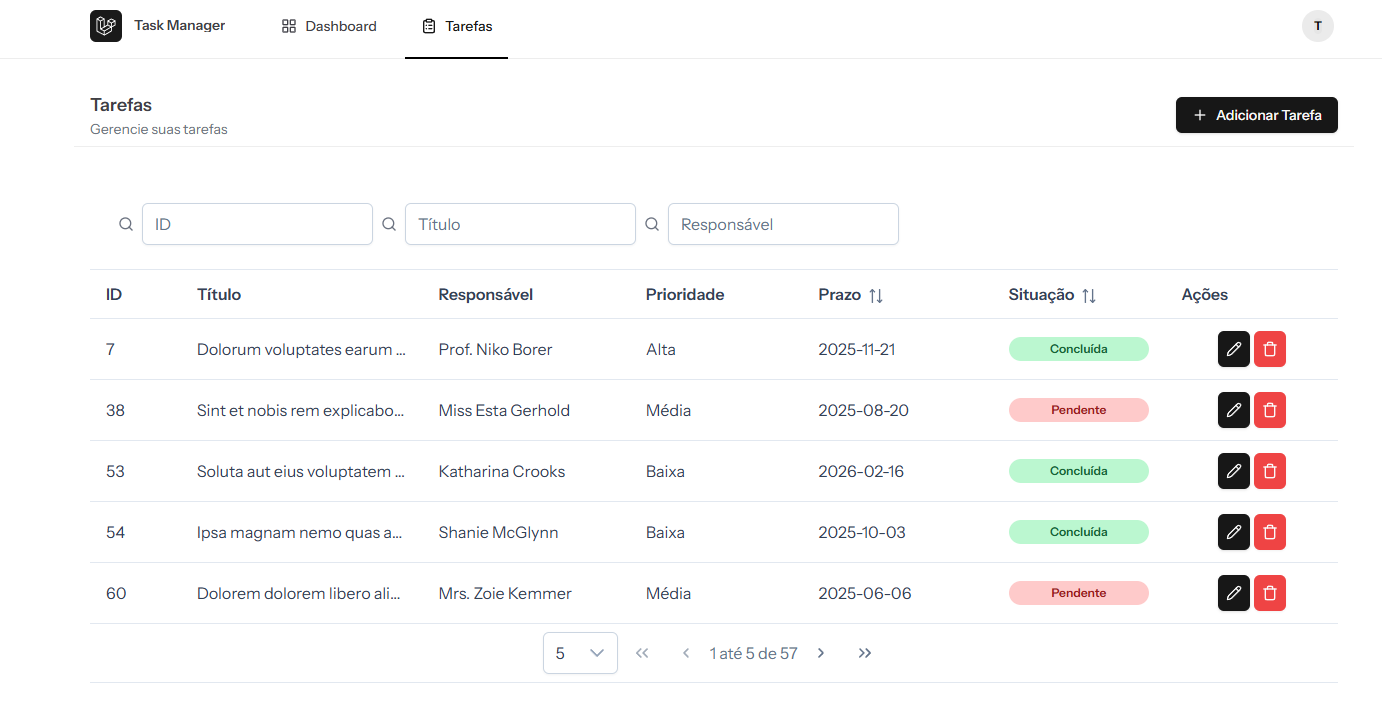 Task Manager Dashboard Tarefas T
Tarefas
Gerencie suas tarefas
Adicionar Tarefa
ID Título Responsável
ID Título Responsável Prioridade Prazo Situação Ações
7 Dolorum voluptates earum ... Prof. Niko Borer Alta 2025-11-21 Concluída
38 Sint et nobis rem explicabo... Miss Esta Gerhold Média 2025-08-20 Pendente
53 Soluta aut eius voluptatem ... Katharina Crooks Baixa 2026-02-16 Concluída
54 Ipsa magnam nemo quas a... Shanie McGlynn Baixa 2025-10-03 Concluída
60 Dolorem dolorem libero ali... Mrs. Zoie Kemmer Média 2025-06-06 Pendente
5 1 até 5 de 57